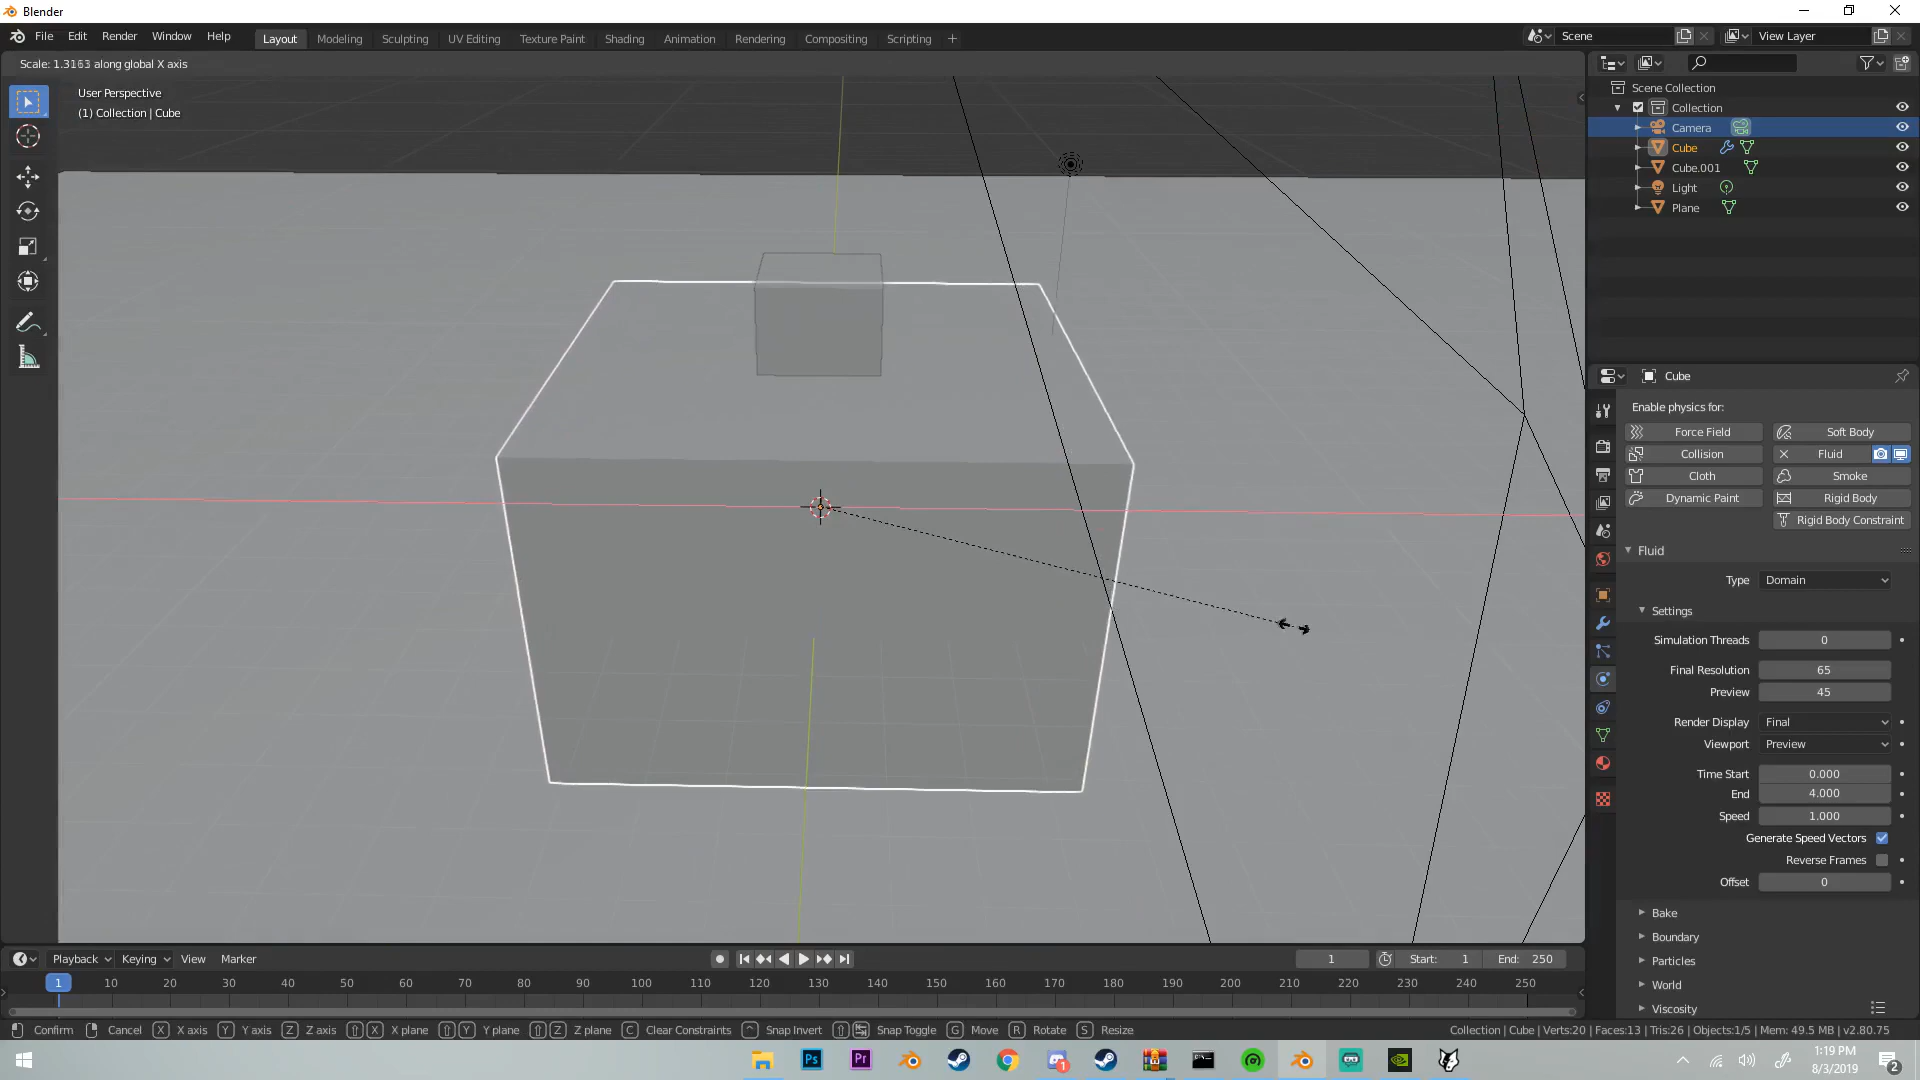 Blender
File Edit Render Window Help Layout Modeling Sculpting UV Editing Texture Paint Shading Animation Rendering Compositing Scripting + Scene View Layer
Scale: 1.3163 along global X axis
User Perspective
(1) Collection | Cube
Scene Collection
Collection
Camera
Cube
Cube.001
Light
Plane
Cube
Enable physics for:
Force Field Soft Body
Collision Fluid
Cloth Smoke
Dynamic Paint Rigid Body
Rigid Body Constraint
Fluid
Type Domain
Settings
Simulation Threads 0
Final Resolution 65
Preview 45
Render Display Final
Viewport Preview
Time Start 0.000
End 4.000
Speed 1.000
Generate Speed Vectors
Reverse Frames
Offset 0
Bake
Boundary
Particles
World
Viscosity
Playback Keying View Marker 1 Start: 1 End: 250
1 10 20 30 40 50 60 70 80 90 100 110 120 130 140 150 160 170 180 190 200 210 220 230 240 250
Confirm Cancel X X axis Y Y axis Z Z axis X X plane Y Y plane Z Z plane C Clear Constraints ^ Snap Invert Snap Toggle G Move R Rotate S Resize Collection | Cube | Verts:20 | Faces:13 | Tris:26 | Objects:1/5 | Mem: 49.5 MB | v2.80.75
Ps Pr 1 1:19 PM
8/3/2019 2